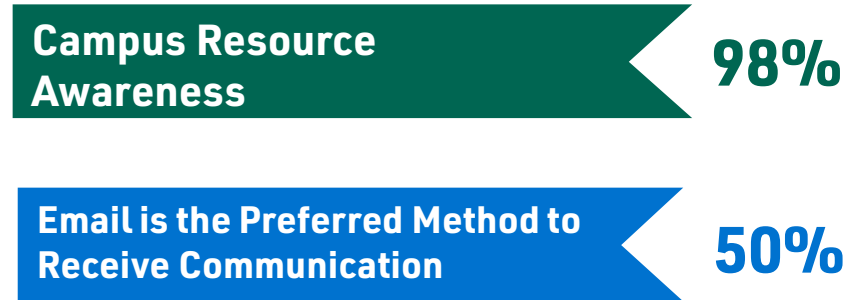 Campus Resource
Awareness
98%
Email is the Preferred Method to
Receive Communication
50%